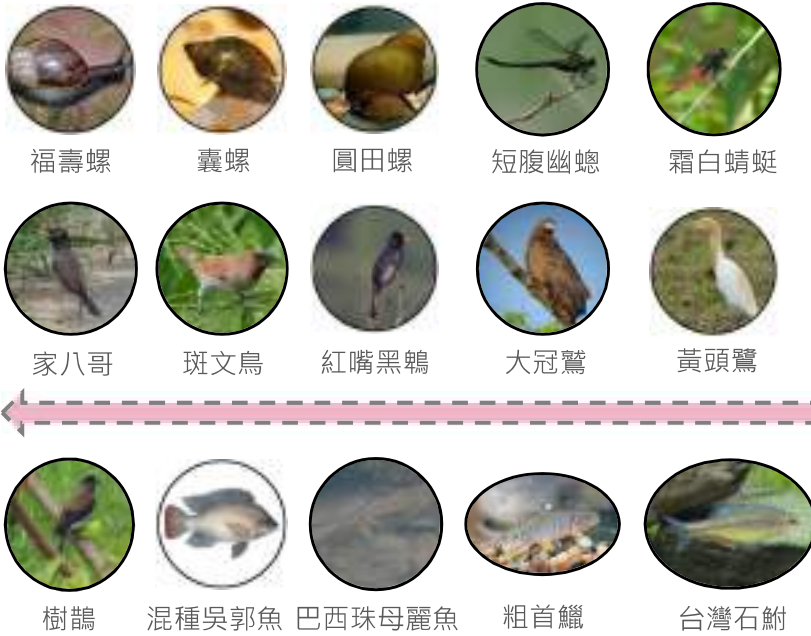 福壽螺 囊螺 圓田螺 短腹幽蟌 霜白蜻蜓
家八哥 斑文鳥 紅嘴黑鵯 大冠鷲 黃頭鷺
樹鵲 混種吳郭魚 巴西珠母麗魚 粗首鱲 台灣石鮒